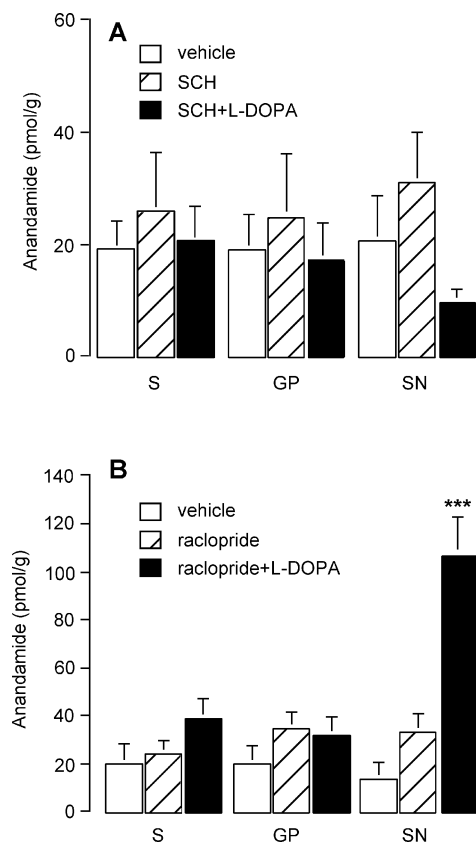 A
vehicle
SCH
SCH+L-DOPA
Anandamide (pmol/g)
60
40
20
0
S GP SN
B
vehicle
raclopride
raclopride+L-DOPA
***
Anandamide (pmol/g)
140
120
100
80
60
40
20
0
S GP SN